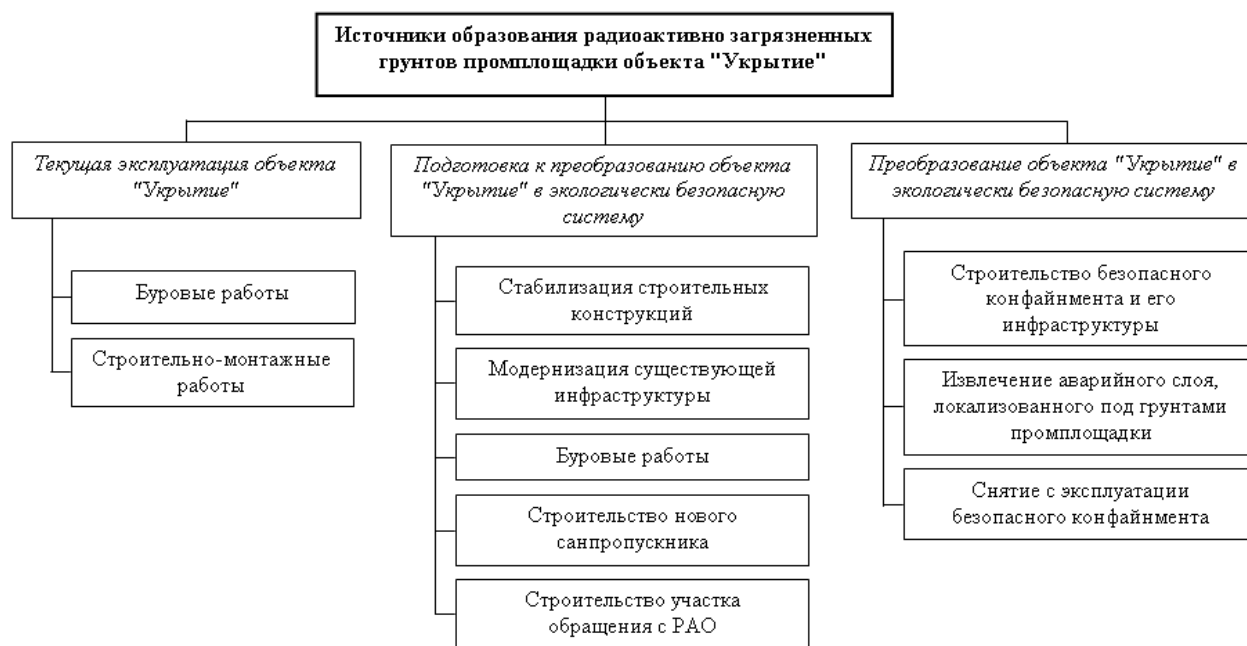 Источники образования радиоактивно загрязненных
грунтов промплощадки объекта "Укрытие"
Текущая эксплуатация объекта
"Укрытие"
Буровые работы
Строительно-монтажные
работы
Подготовка к преобразованию объекта
"Укрытие" в экологически безопасную
систему
Стабилизация строительных
конструкций
Модернизация существующей
инфраструктуры
Буровые работы
Строительство нового
санпропускника
Строительство участка
обращения с РАО
Преобразование объекта "Укрытие" в
экологически безопасную систему
Строительство безопасного
конфайнмента и его
инфраструктуры
Извлечение аварийного слоя,
локализованного под грунтами
промплощадки
Снятие с эксплуатации
безопасного конфайнмента